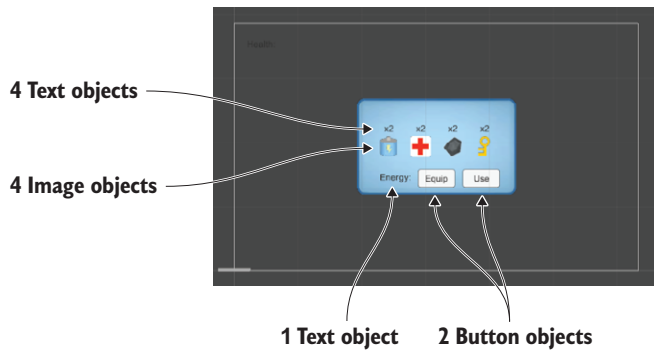 Health:
4 Text objects
x2 x2 x2 x2
4 Image objects
Energy: Equip Use
1 Text object 2 Button objects